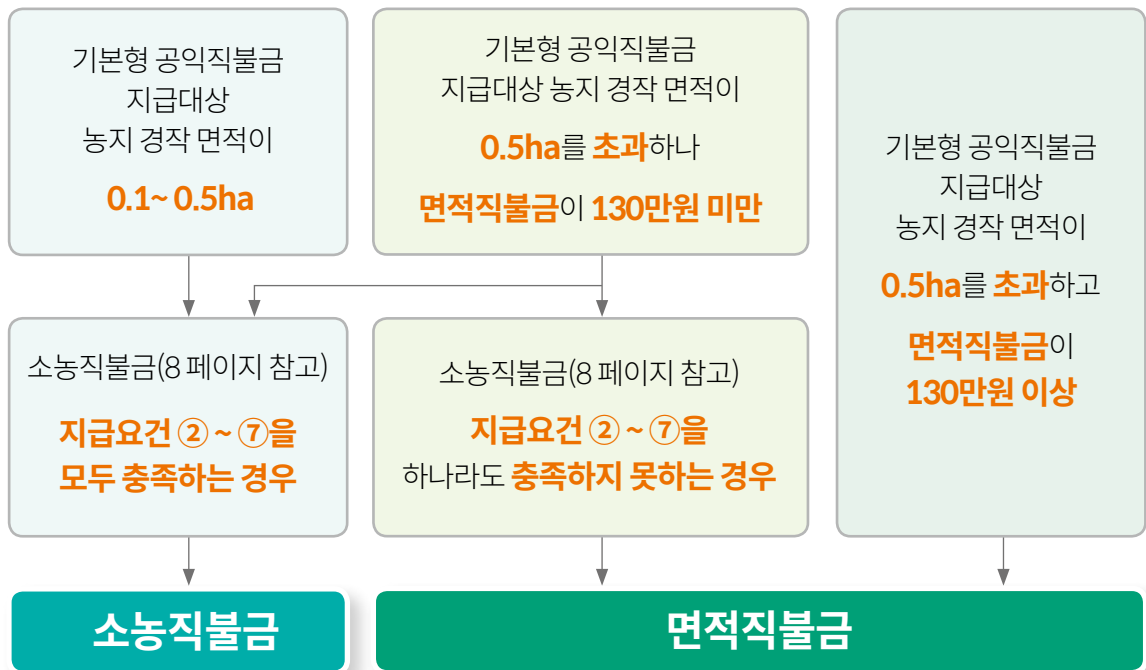 기본형 공익직불금
지급대상
농지 경작 면적이
0.1~ 0.5ha
기본형 공익직불금
지급대상 농지 경작 면적이
0.5ha를 초과하나
면적직불금이 130만원 미만
기본형 공익직불금
지급대상
농지 경작 면적이
0.5ha를 초과하고
면적직불금이
130만원 이상
소농직불금(8 페이지 참고)
지급요건 ② ~ ⑦을
모두 충족하는 경우
소농직불금(8 페이지 참고)
지급요건 ② ~ ⑦을
하나라도 충족하지 못하는 경우
소농직불금
면적직불금